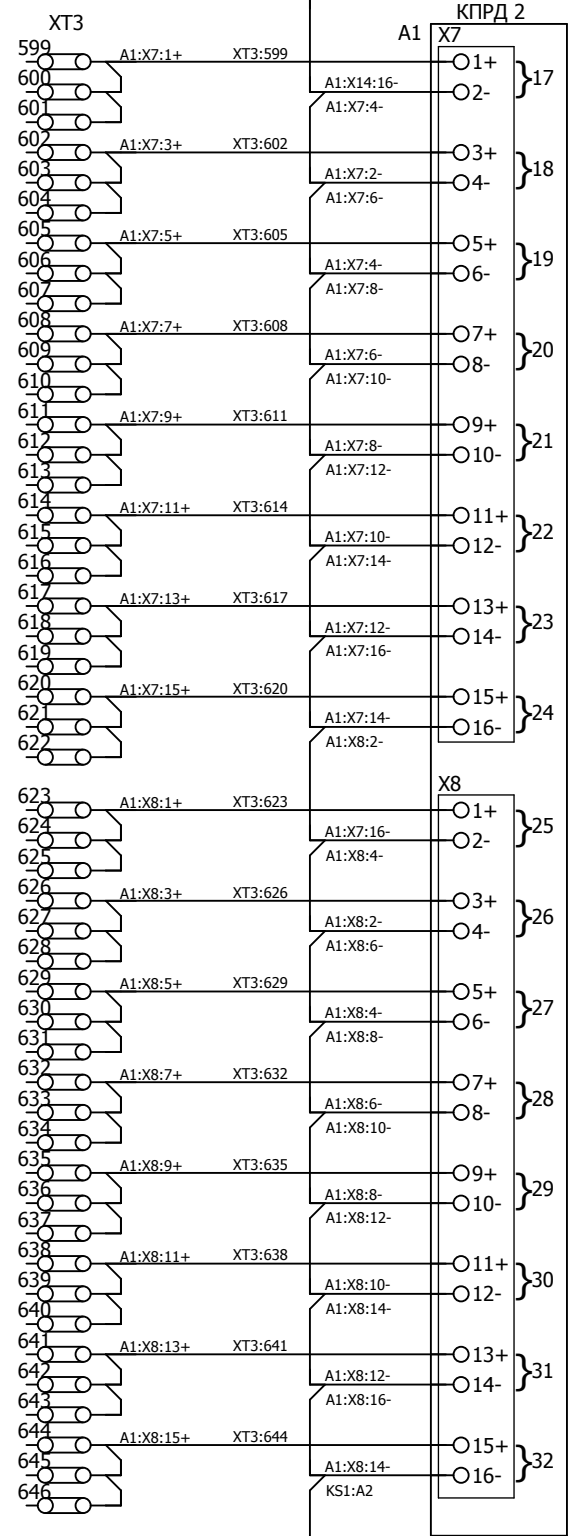 КПРД 2
XT3 A1 X7
599 A1:X7:1+ XT3:599 1+ 17
600 A1:X14:16- 2-
601 A1:X7:4-
602 A1:X7:3+ XT3:602 3+ 18
603 A1:X7:2- 4-
604 A1:X7:6-
605 A1:X7:5+ XT3:605 5+ 19
606 A1:X7:4- 6-
607 A1:X7:8-
608 A1:X7:7+ XT3:608 7+ 20
609 A1:X7:6- 8-
610 A1:X7:10-
611 A1:X7:9+ XT3:611 9+ 21
612 A1:X7:8- 10-
613 A1:X7:12-
614 A1:X7:11+ XT3:614 11+ 22
615 A1:X7:10- 12-
616 A1:X7:14-
617 A1:X7:13+ XT3:617 13+ 23
618 A1:X7:12- 14-
619 A1:X7:16-
620 A1:X7:15+ XT3:620 15+ 24
621 A1:X7:14- 16-
622 A1:X8:2-
X8
623 A1:X8:1+ XT3:623 1+ 25
624 A1:X7:16- 2-
625 A1:X8:4-
626 A1:X8:3+ XT3:626 3+ 26
627 A1:X8:2- 4-
628 A1:X8:6-
629 A1:X8:5+ XT3:629 5+ 27
630 A1:X8:4- 6-
631 A1:X8:8-
632 A1:X8:7+ XT3:632 7+ 28
633 A1:X8:6- 8-
634 A1:X8:10-
635 A1:X8:9+ XT3:635 9+ 29
636 A1:X8:8- 10-
637 A1:X8:12-
638 A1:X8:11+ XT3:638 11+ 30
639 A1:X8:10- 12-
640 A1:X8:14-
641 A1:X8:13+ XT3:641 13+ 31
642 A1:X8:12- 14-
643 A1:X8:16-
644 A1:X8:15+ XT3:644 15+ 32
645 A1:X8:14- 16-
646 KS1:A2